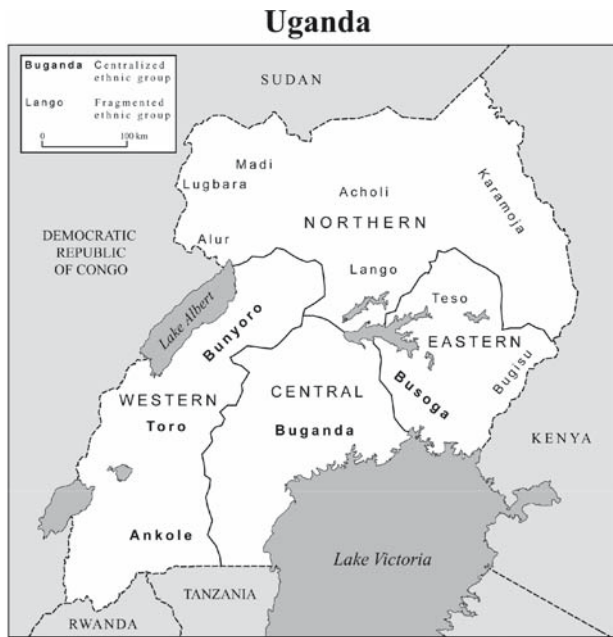 Uganda
Buganda Centralized
ethnic group
Lango Fragmented
ethnic group
0 100 km
SUDAN
Madi
Lugbara
Acholi
Karamoja
NORTHERN
DEMOCRATIC
REPUBLIC
OF CONGO
Alur
Lango
Lake Albert
Bunyoro
Teso
EASTERN
Bugisu
WESTERN
CENTRAL
Busoga
Toro
Buganda
KENYA
Ankole
Lake Victoria
TANZANIA
RWANDA